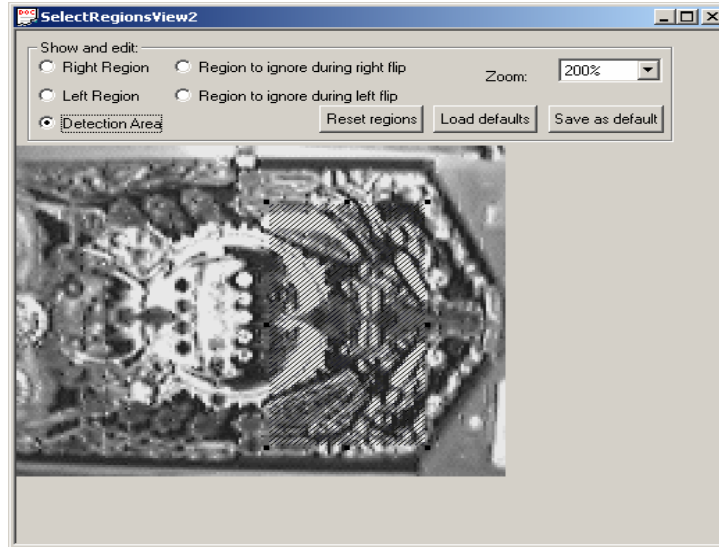 SelectRegionsView2
Show and edit:
Right Region
Region to ignore during right flip
Zoom:
200%
Left Region
Region to ignore during left flip
Detection Area
Reset regions
Load defaults
Save as default